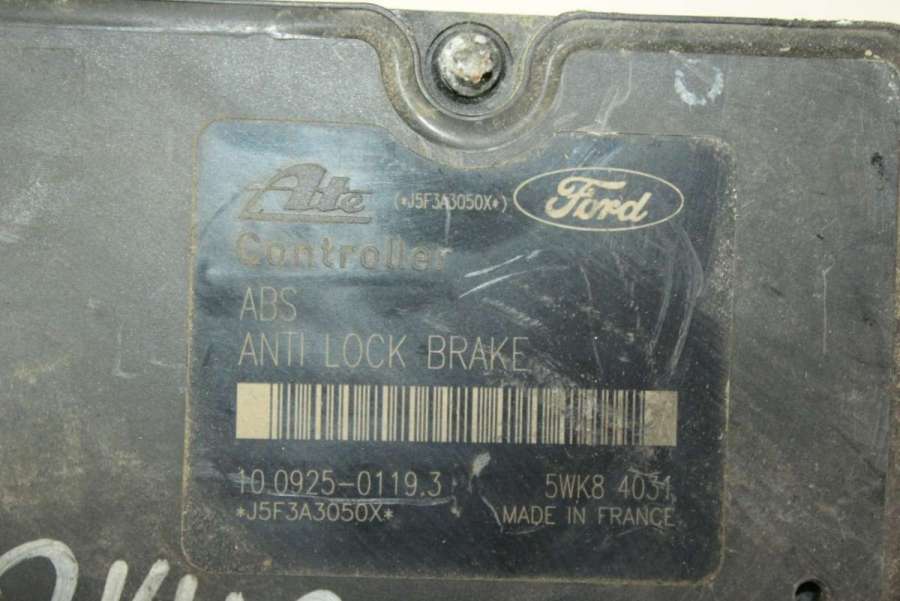 Ate (*J5F3A3050X*) Ford
Controller
ABS
ANTI LOCK BRAKE
10.0925-0119.3 5WK8 4031
*J5F3A3050X* MADE IN FRANCE